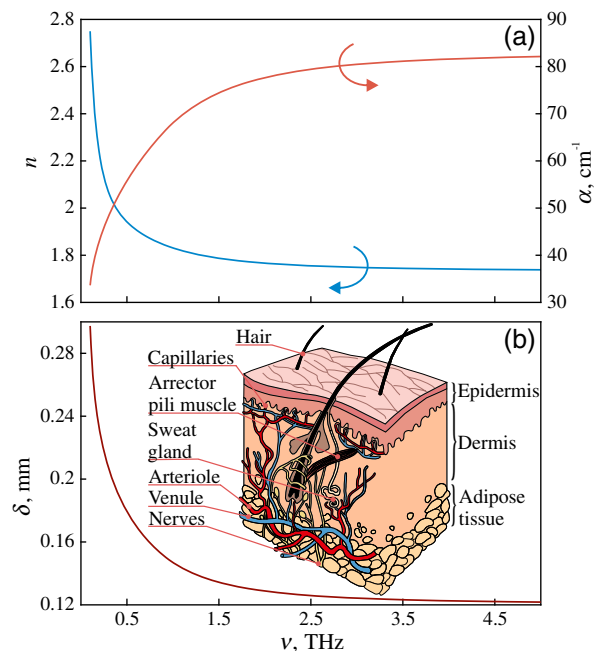 2.8
2.6
2.4
2.2
2
1.8
1.6
n
(a)
90
80
70
60
50
40
30
α, cm⁻¹
(b)
0.28
0.24
0.2
0.16
0.12
δ, mm
Hair
Capillaries
Arrector
pili muscle
Sweat
gland
Arteriole
Venule
Nerves
Epidermis
Dermis
Adipose
tissue
0.5 1.5 2.5 3.5 4.5
ν, THz